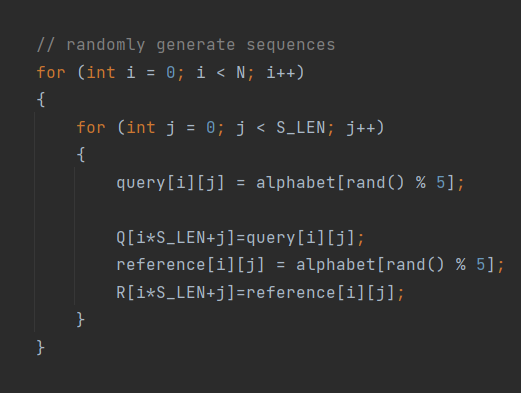 // randomly generate sequences
for (int i = 0; i < N; i++)
{
for (int j = 0; j < S_LEN; j++)
{
query[i][j] = alphabet[rand() % 5];
Q[i*S_LEN+j]=query[i][j];
reference[i][j] = alphabet[rand() % 5];
R[i*S_LEN+j]=reference[i][j];
}
}